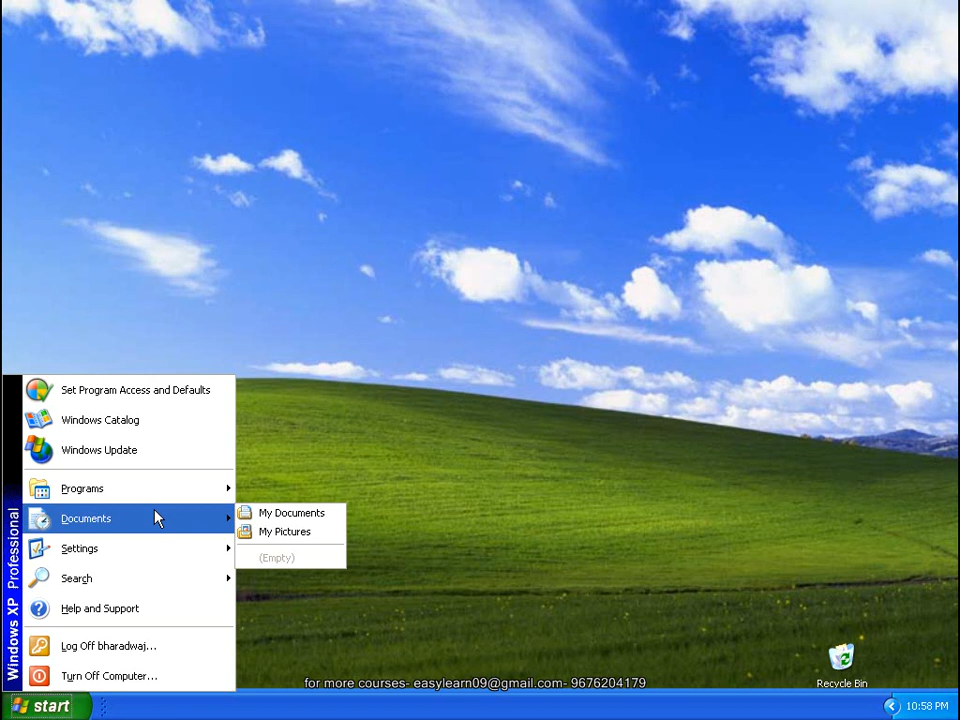 Set Program Access and Defaults
Windows Catalog
Windows Update
Programs
Documents
Settings
Search
Help and Support
Log Off bharadwaj...
Turn Off Computer...
Windows XP Professional
My Documents
My Pictures
(Empty)
for more courses- easylearn09@gmail.com- 9676204179
Recycle Bin
start
10:58 PM